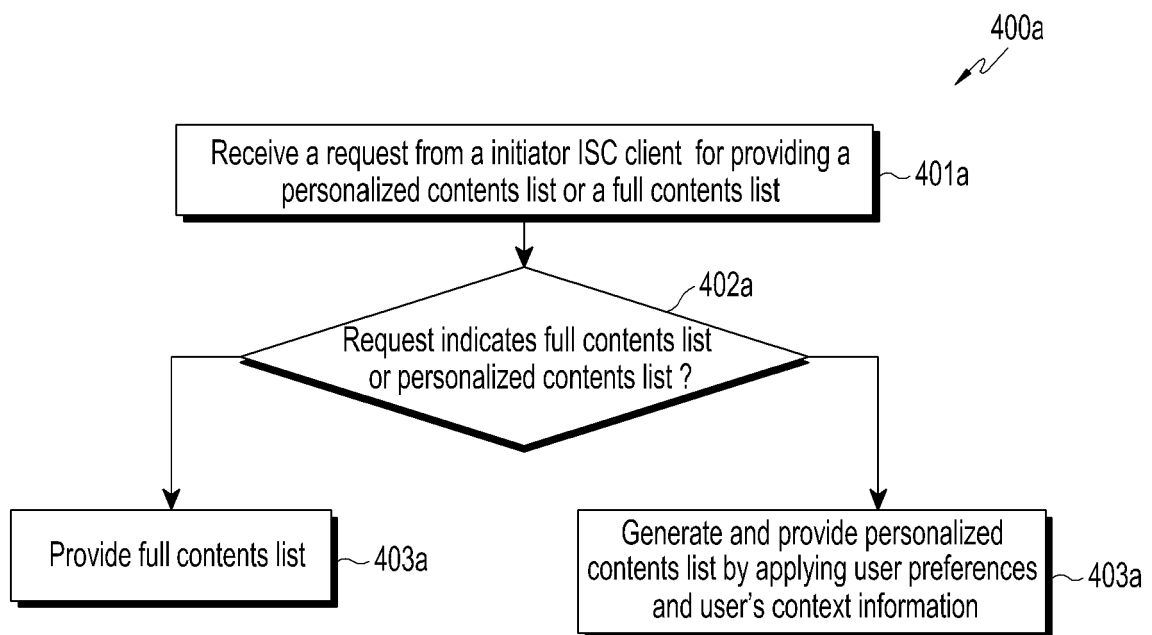 400a
Receive a request from a initiator ISC client for providing a
personalized contents list or a full contents list
401a
402a
Request indicates full contents list
or personalized contents list ?
Provide full contents list
403a
Generate and provide personalized
contents list by applying user preferences
and user's context information
403a